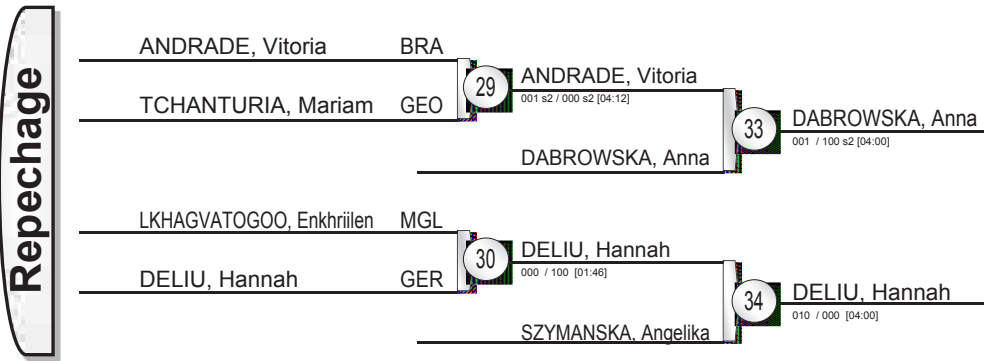 Repechage
ANDRADE, Vitoria BRA
TCHANTURIA, Mariam GEO
29
ANDRADE, Vitoria
001 s2 / 000 s2 [04:12]
DABROWSKA, Anna
33
DABROWSKA, Anna
001 / 100 s2 [04:00]
LKHAGVATOGOO, Enkhriilen MGL
DELIU, Hannah GER
30
DELIU, Hannah
000 / 100 [01:46]
SZYMANSKA, Angelika
34
DELIU, Hannah
010 / 000 [04:00]